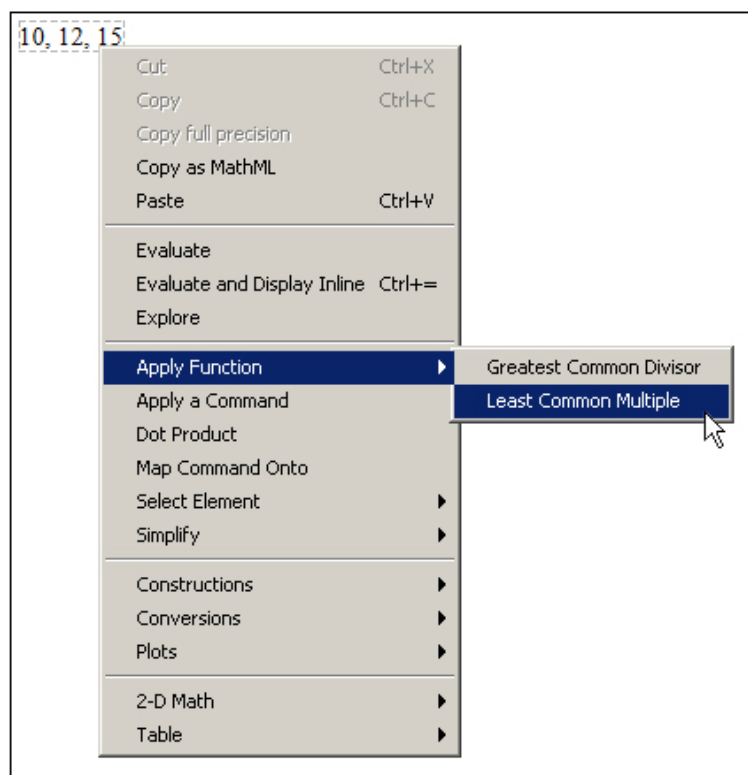 10, 12, 15
Cut Ctrl+X
Copy Ctrl+C
Copy full precision
Copy as MathML
Paste Ctrl+V
Evaluate
Evaluate and Display Inline Ctrl+=
Explore
Apply Function
Greatest Common Divisor
Least Common Multiple
Apply a Command
Dot Product
Map Command Onto
Select Element
Simplify
Constructions
Conversions
Plots
2-D Math
Table